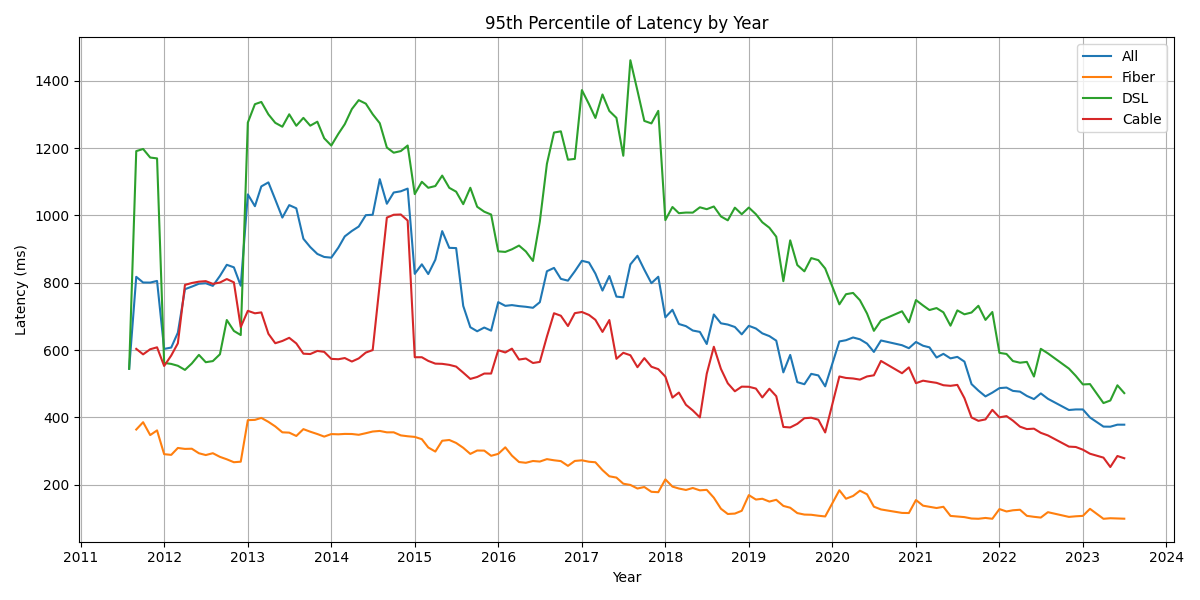 95th Percentile of Latency by Year
All
Fiber
DSL
Cable
Latency (ms)
1400
1200
1000
800
600
400
200
2011 2012 2013 2014 2015 2016 2017 2018 2019 2020 2021 2022 2023 2024
Year